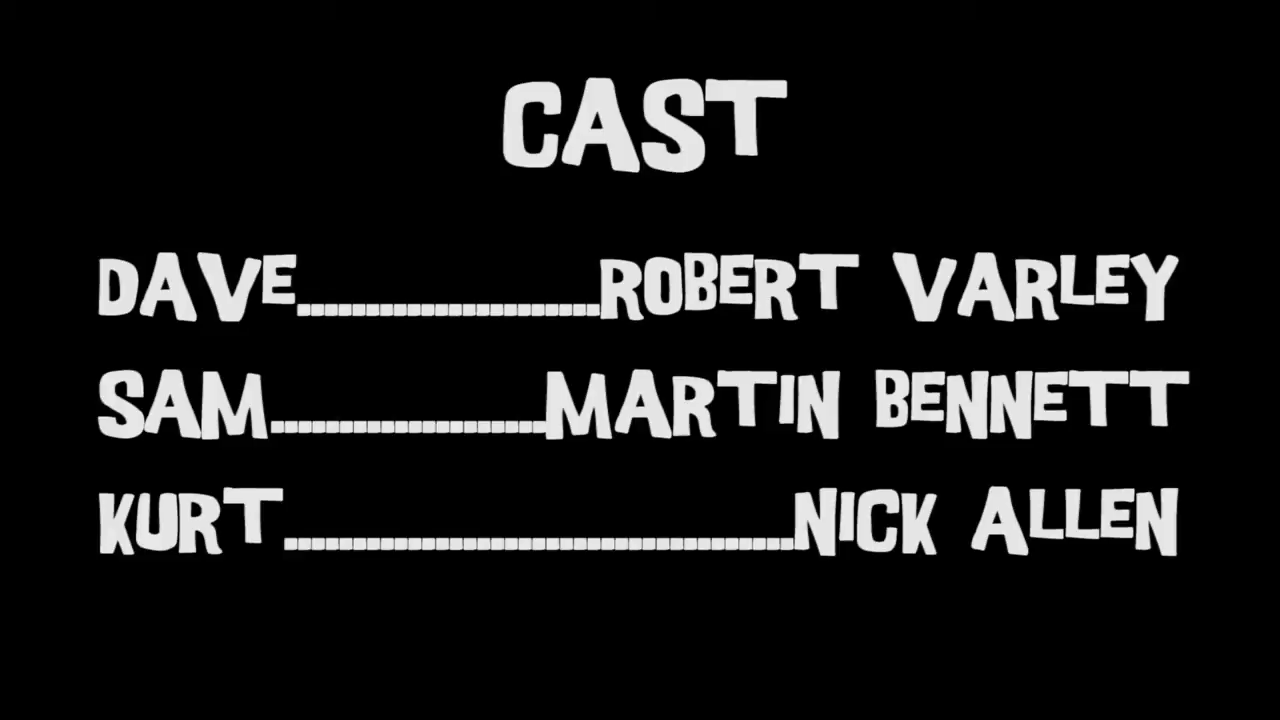 CAST
DAVE......................ROBERT VARLEY
SAM....................MARTIN BENNETT
KURT.....................................NICK ALLEN